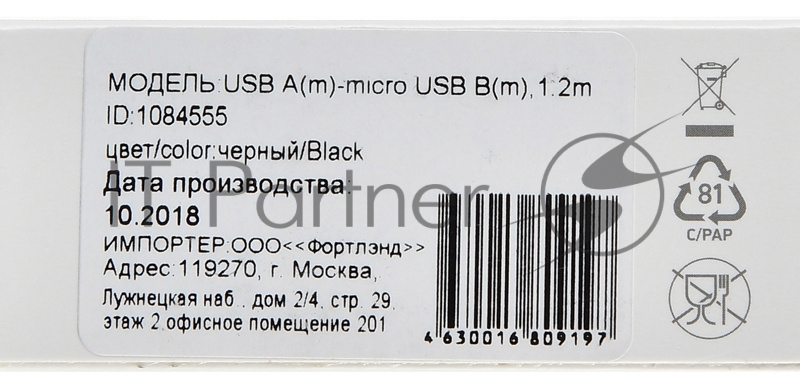 МОДЕЛЬ:USB A(m)-micro USB B(m),1.2m
ID:1084555
цвет/color:черный/Black
Дата производства:
10.2018
ИМПОРТЕР:ООО<<Фортлэнд>>
Адрес:119270, г. Москва,
Лужнецкая наб., дом 2/4, стр. 29,
этаж 2,офисное помещение 201
4 630016 809197
81
C/PAP
IT Partner